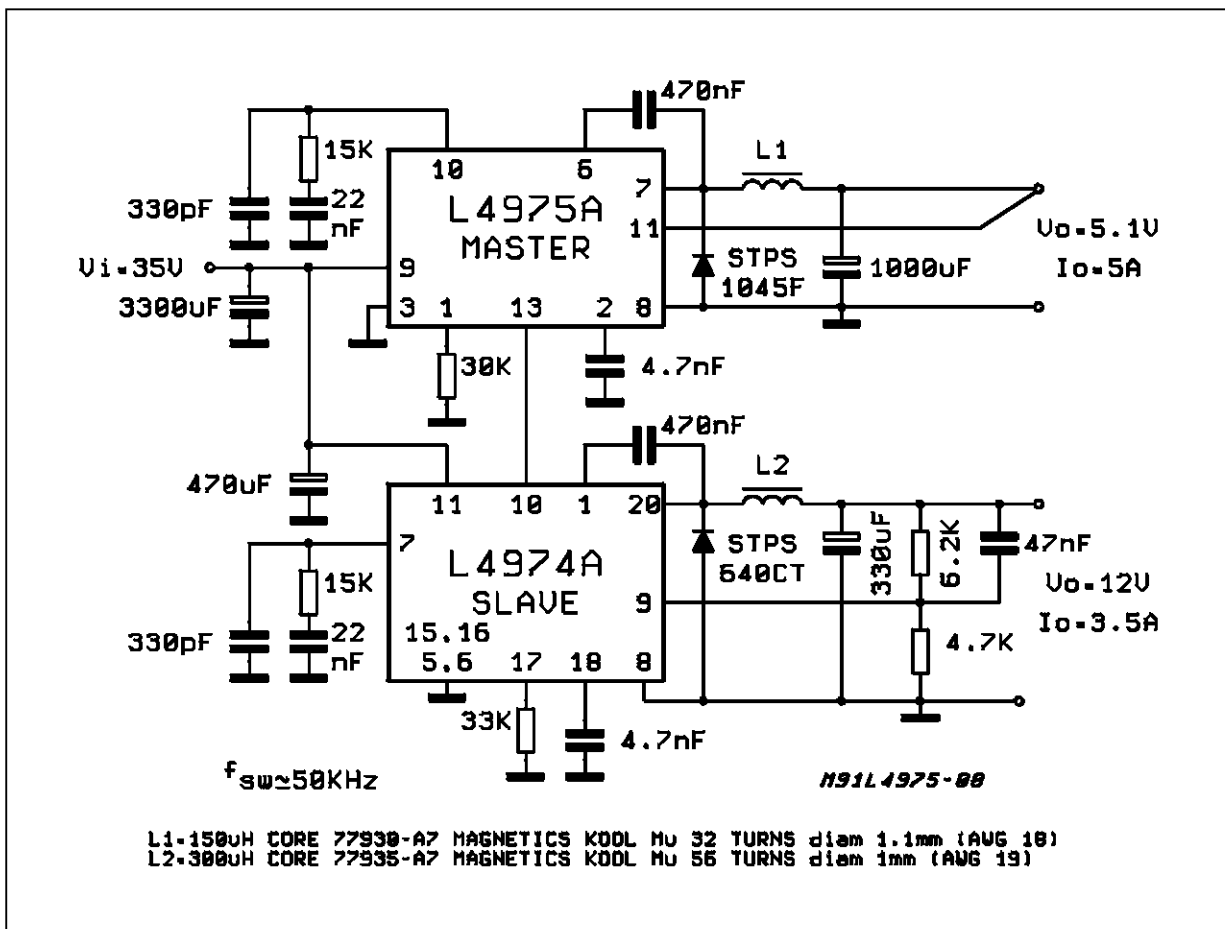 470nF
15K
10
6
L1
330pF
22
nF
L4975A
MASTER
7
11
Vo=5.1V
Io=5A
Vi=35V
9
STPS
1045F
1000uF
3300uF
3
1
13
2
8
30K
4.7nF
470nF
L2
470uF
11
10
1
20
7
L4974A
SLAVE
STPS
640CT
330uF
6.2K
47nF
Vo=12V
Io=3.5A
15K
9
330pF
22
nF
15.16
5.6
17
18
8
4.7K
33K
4.7nF
fsw≃50KHz
M91L4975-08
L1=150uH CORE 77930-A7 MAGNETICS KOOL Mu 32 TURNS diam 1.1mm (AWG 18)
L2=300uH CORE 77935-A7 MAGNETICS KOOL Mu 56 TURNS diam 1mm (AWG 19)